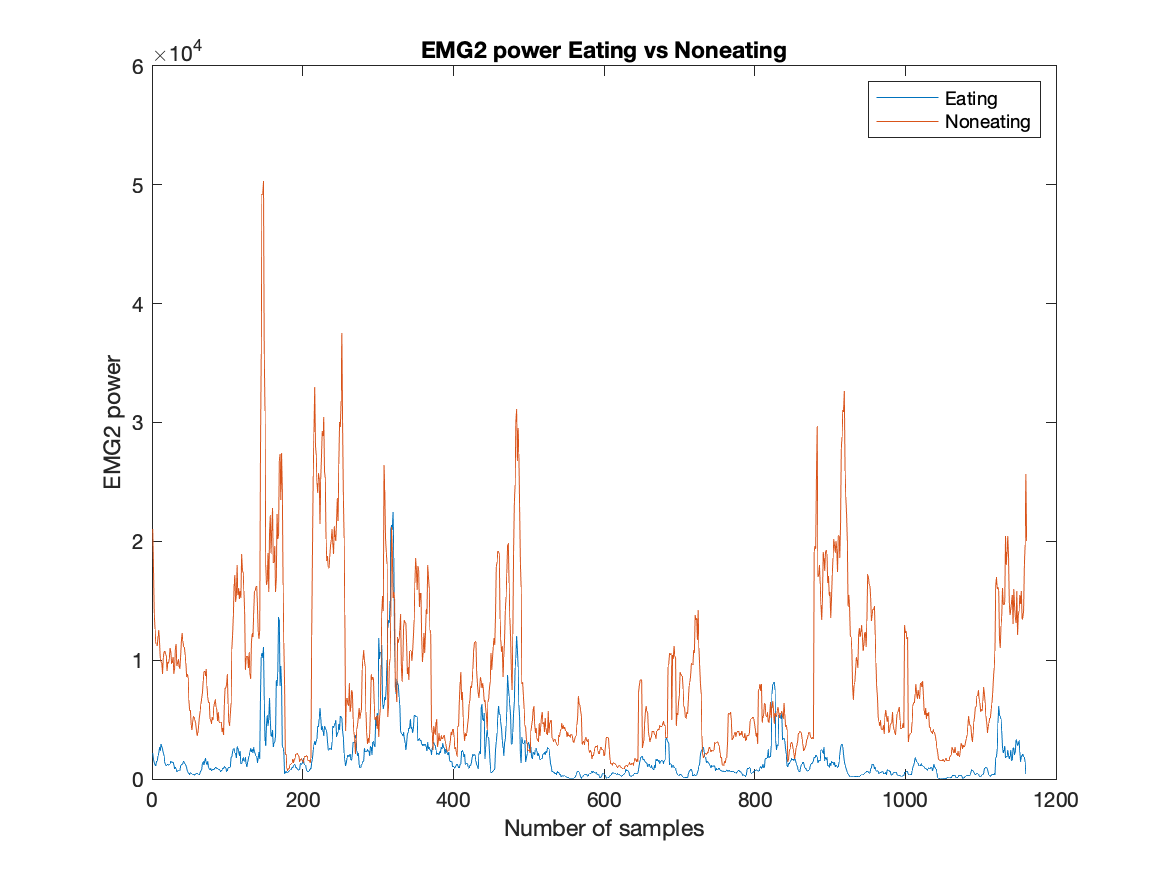 EMG2 power Eating vs Noneating
×10^4
6
5
4
3
2
1
0
EMG2 power
0 200 400 600 800 1000 1200
Number of samples
Eating
Noneating